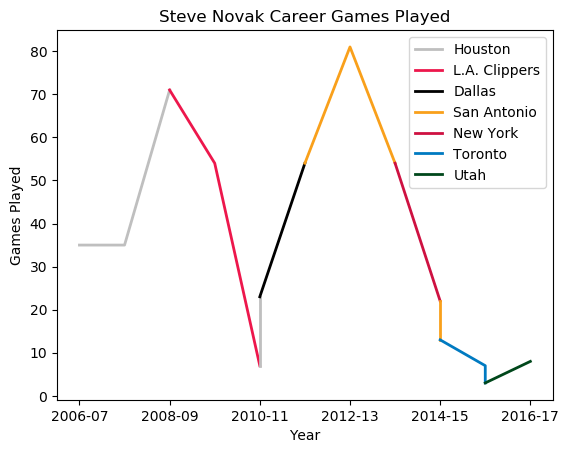 Steve Novak Career Games Played
Houston
L.A. Clippers
Dallas
San Antonio
New York
Toronto
Utah
80
70
60
50
40
30
20
10
0
Games Played
2006-07 2008-09 2010-11 2012-13 2014-15 2016-17
Year